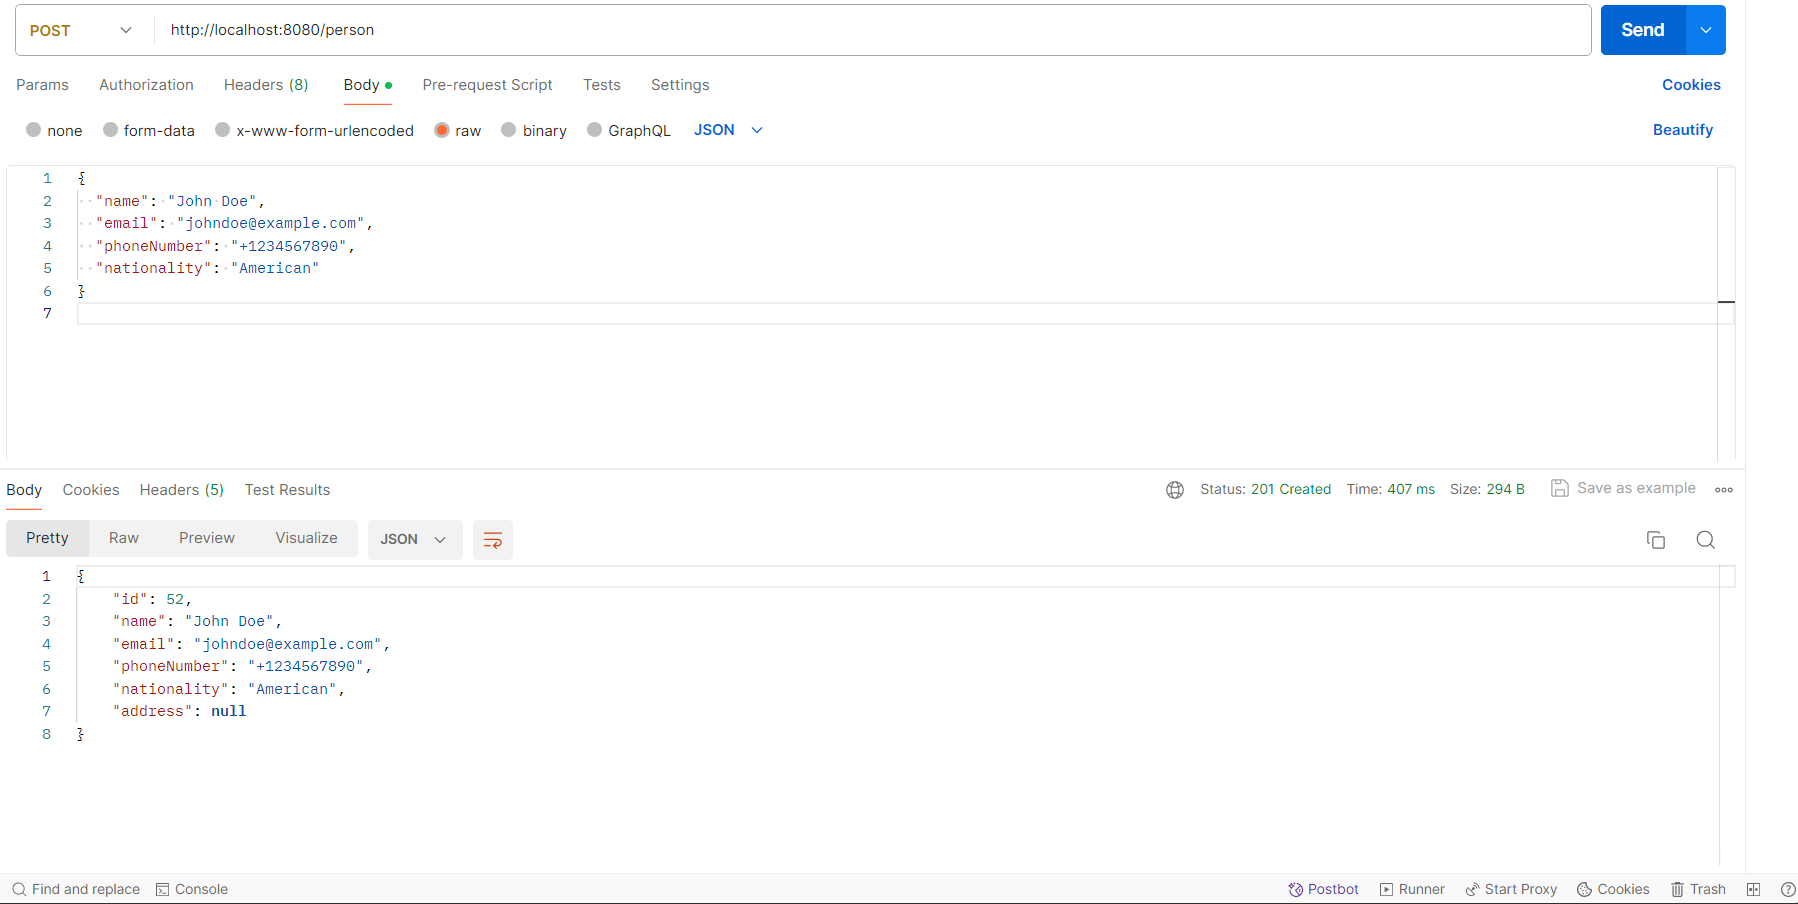 POST http://localhost:8080/person Send
Params Authorization Headers (8) Body Pre-request Script Tests Settings Cookies
none form-data x-www-form-urlencoded raw binary GraphQL JSON Beautify
1 {
2 "name": "John Doe",
3 "email": "johndoe@example.com",
4 "phoneNumber": "+1234567890",
5 "nationality": "American"
6 }
7
Body Cookies Headers (5) Test Results Status: 201 Created Time: 407 ms Size: 294 B Save as example
Pretty Raw Preview Visualize JSON
1 {
2 "id": 52,
3 "name": "John Doe",
4 "email": "johndoe@example.com",
5 "phoneNumber": "+1234567890",
6 "nationality": "American",
7 "address": null
8 }
Find and replace Console Postbot Runner Start Proxy Cookies Trash